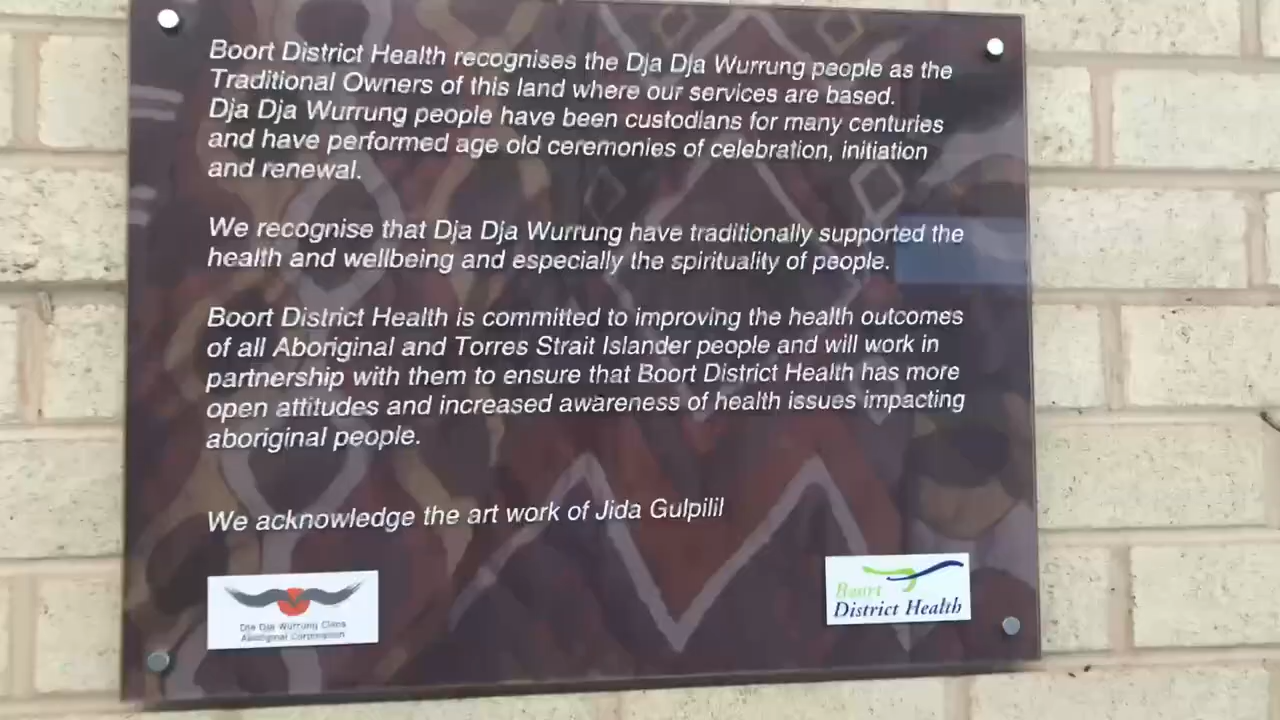 Boort District Health recognises the Dja Dja Wurrung people as the
Traditional Owners of this land where our services are based.
Dja Dja Wurrung people have been custodians for many centuries
and have performed age old ceremonies of celebration, initiation
and renewal.
We recognise that Dja Dja Wurrung have traditionally supported the
health and wellbeing and especially the spirituality of people.
Boort District Health is committed to improving the health outcomes
of all Aboriginal and Torres Strait Islander people and will work in
partnership with them to ensure that Boort District Health has more
open attitudes and increased awareness of health issues impacting
aboriginal people.
We acknowledge the art work of Jida Gulpilil
Dja Dja Wurrung Clans
Aboriginal Corporation
Boort
District Health